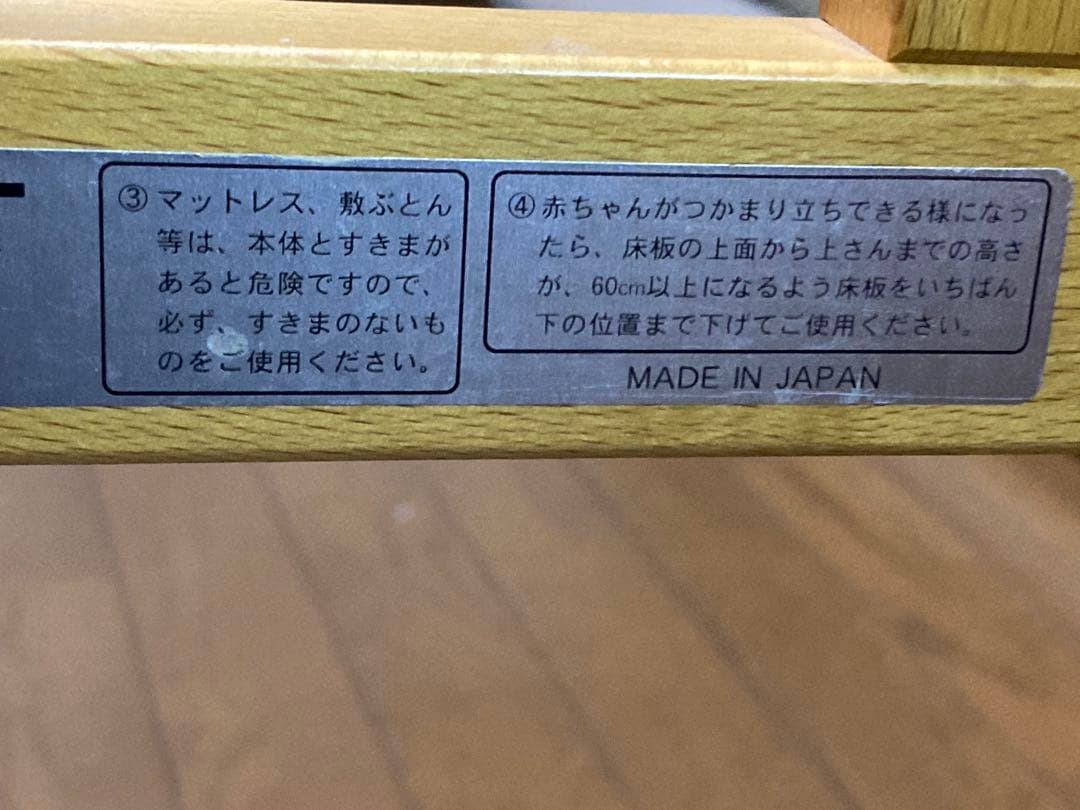 ③マットレス、敷ぶとん
等は、本体とすきまが
あると危険ですので、
必ず、すきまのないも
のをご使用ください。
④赤ちゃんがつかまり立ちできる様になっ
たら、床板の上面から上さんまでの高さ
が、60cm以上になるよう床板をいちばん
下の位置まで下げてご使用ください。
MADE IN JAPAN